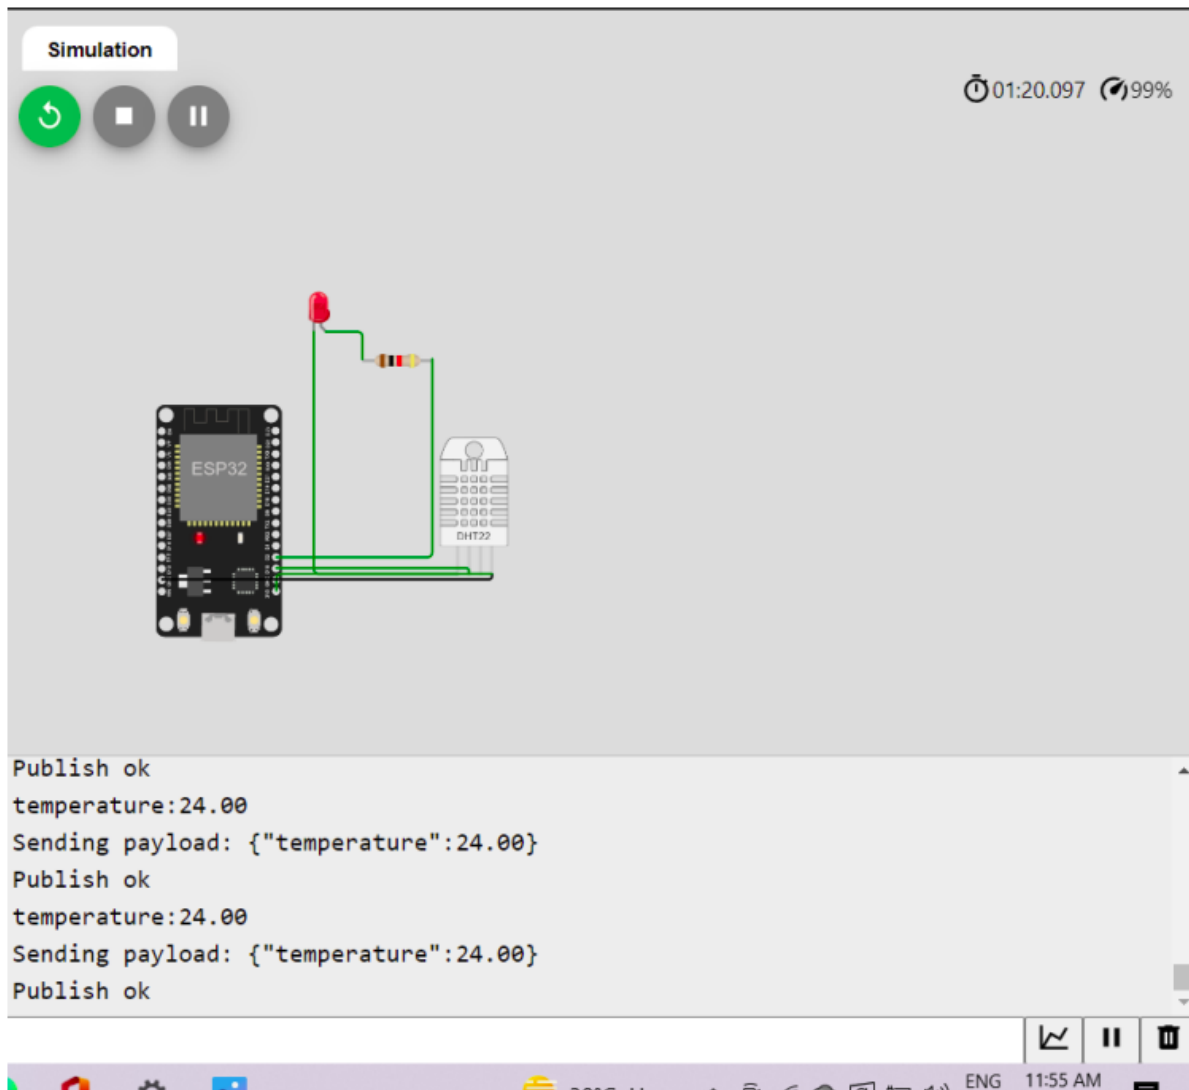 Simulation
01:20.097 99%
ESP32
DHT22
Publish ok
temperature:24.00
Sending payload: {"temperature":24.00}
Publish ok
temperature:24.00
Sending payload: {"temperature":24.00}
Publish ok
ENG 11:55 AM